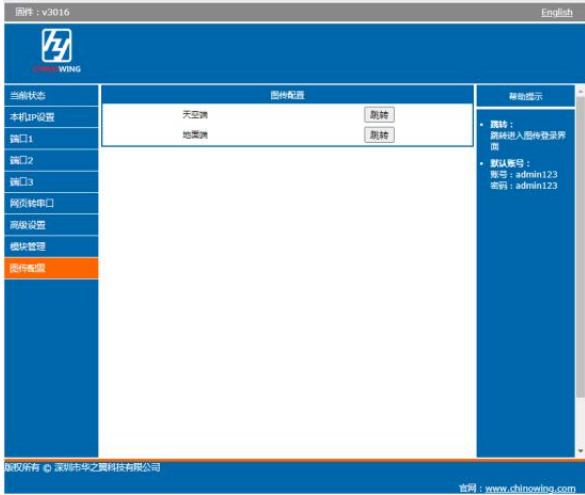 固件：v3016
English
CHINOWING
当前状态
图传配置
帮助提示
本机IP设置
天空端
跳转
端口1
地面端
跳转
端口2
端口3
网页转串口
高级设置
模块管理
图传配置
跳转：
跳转进入图传登录界
面
默认账号：
账号：admin123
密码：admin123
版权所有 © 深圳市华之翼科技有限公司
官网：www.chinowing.com